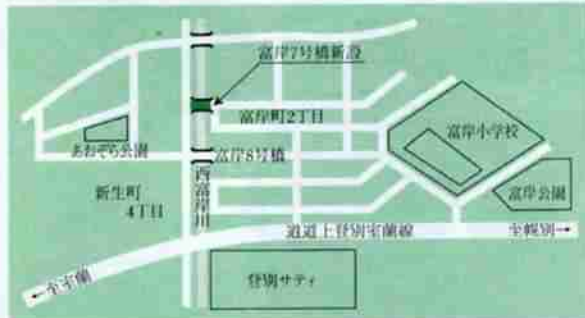 富岸7号橋新設
富岸町2丁目
あおぞら公園
富岸8号橋
富岸小学校
新生町
4丁目
西富岸川
富岸公園
道道上登別室蘭線
至幌別→
←至室蘭
登別サティ